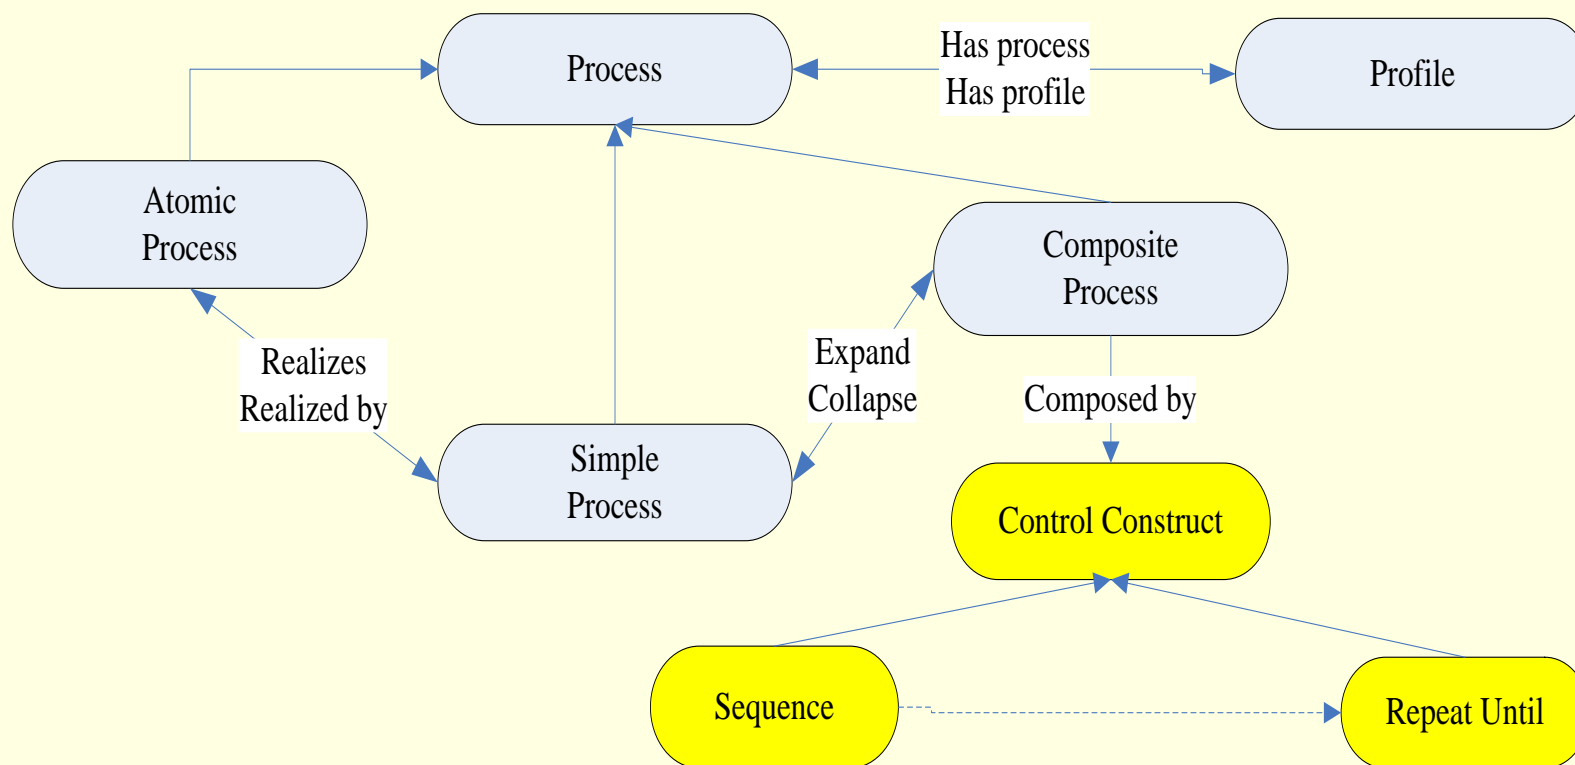 Process
Has process
Has profile
Profile
Atomic
Process
Composite
Process
Realizes
Realized by
Expand
Collapse
Composed by
Simple
Process
Control Construct
Sequence
Repeat Until